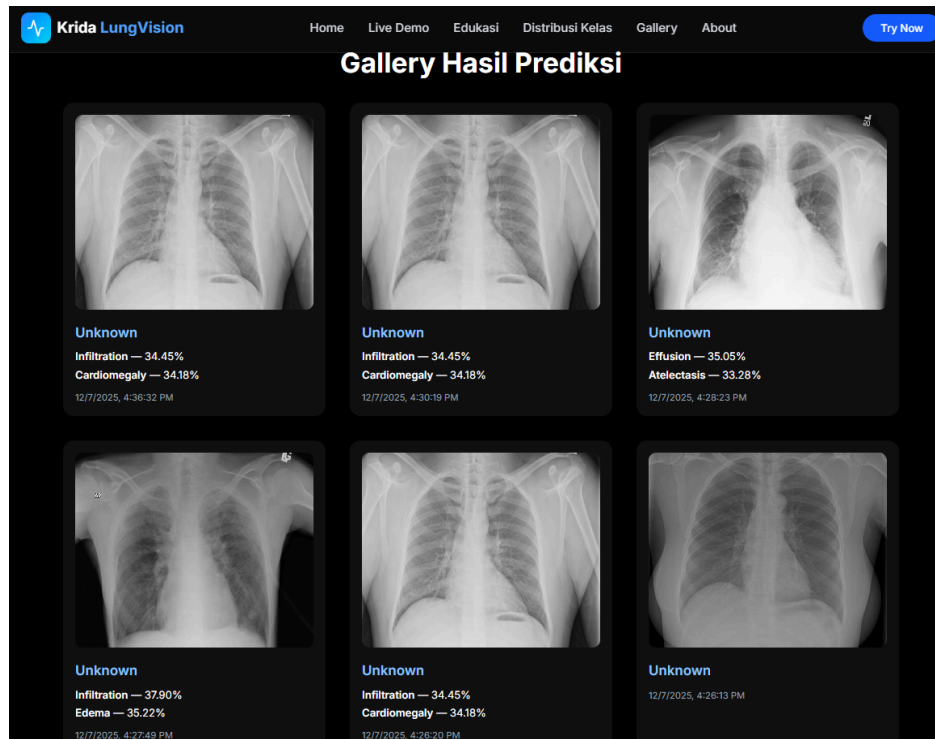 Krida LungVision
Home Live Demo Edukasi Distribusi Kelas Gallery About
Try Now
Gallery Hasil Prediksi
Unknown
Infiltration — 34.45%
Cardiomegaly — 34.18%
12/7/2025, 4:36:32 PM
Unknown
Infiltration — 34.45%
Cardiomegaly — 34.18%
12/7/2025, 4:30:19 PM
Unknown
Effusion — 35.05%
Atelectasis — 33.28%
12/7/2025, 4:28:23 PM
Unknown
Infiltration — 37.90%
Edema — 35.22%
12/7/2025, 4:27:49 PM
Unknown
Infiltration — 34.45%
Cardiomegaly — 34.18%
12/7/2025, 4:26:20 PM
Unknown
12/7/2025, 4:26:13 PM